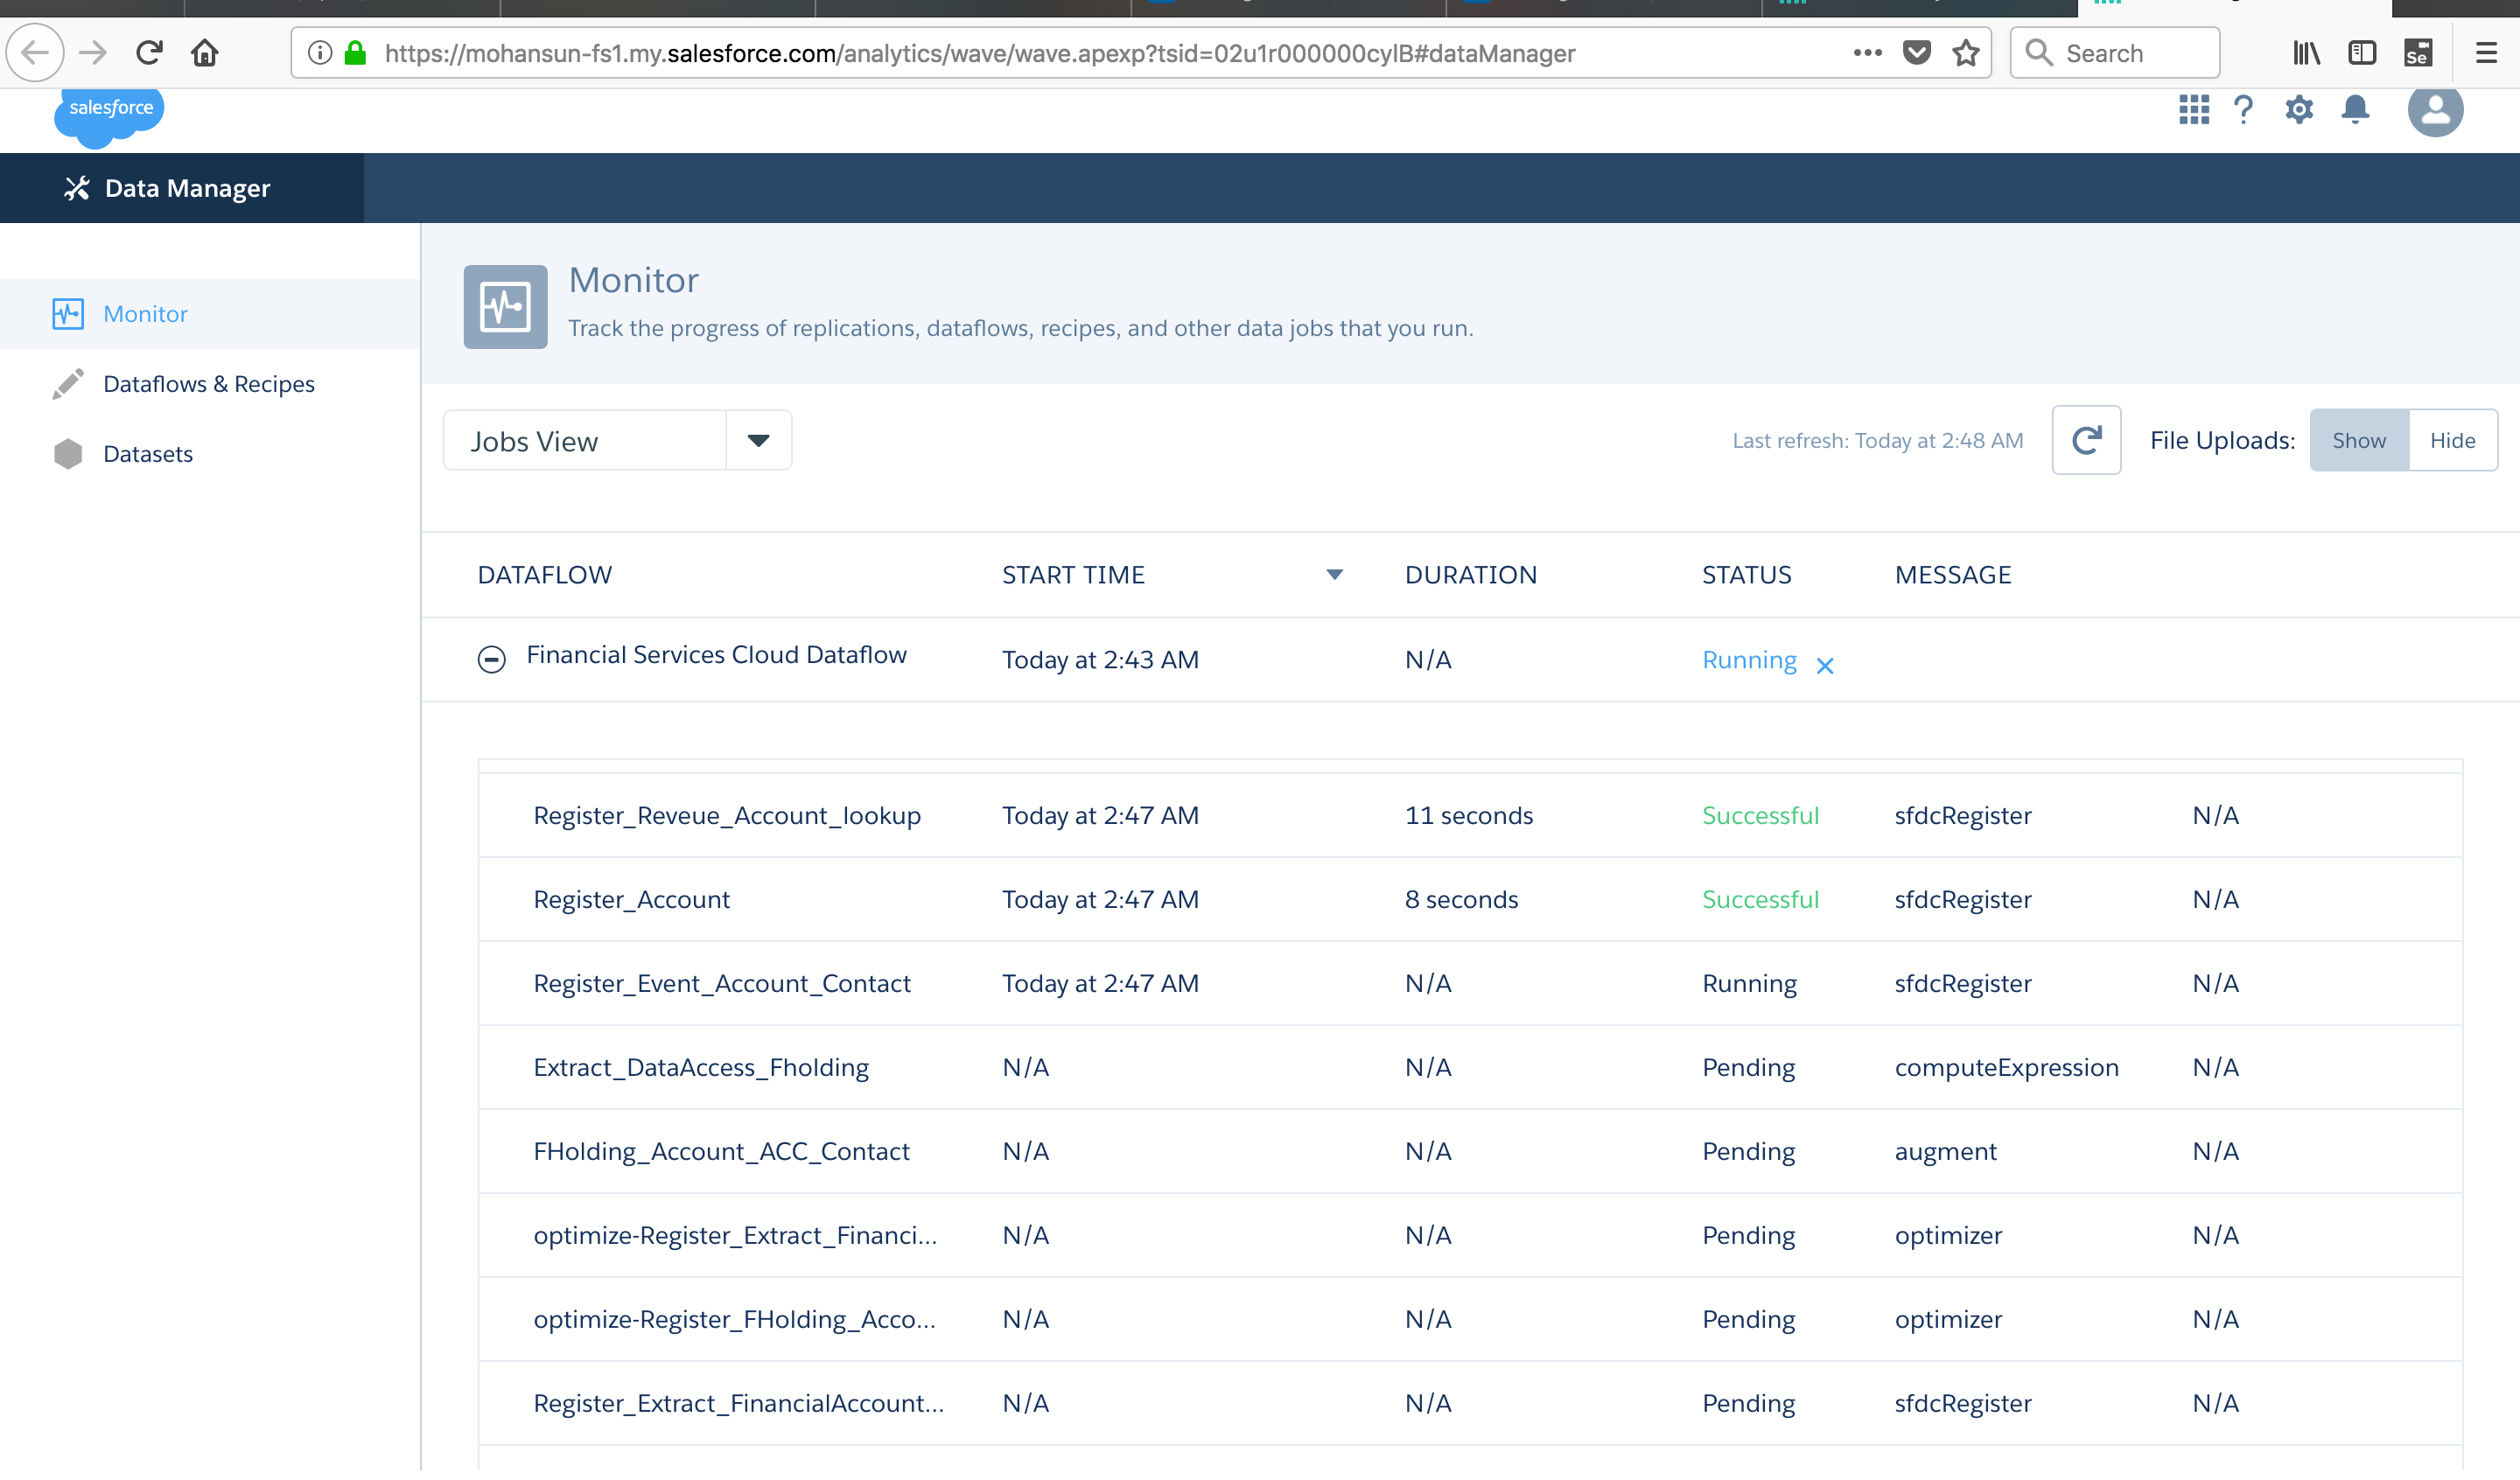 https://mohansun-fs1.my.salesforce.com/analytics/wave/wave.apexp?tsid=02u1r000000cylB#dataManager
Search
Se
salesforce
Data Manager
Monitor
Dataflows & Recipes
Datasets
Monitor
Track the progress of replications, dataflows, recipes, and other data jobs that you run.
Jobs View
Last refresh: Today at 2:48 AM
File Uploads:
Show
Hide
DATAFLOW START TIME DURATION STATUS MESSAGE
Financial Services Cloud Dataflow Today at 2:43 AM N/A Running
Register_Reveue_Account_lookup Today at 2:47 AM 11 seconds Successful sfdcRegister N/A
Register_Account Today at 2:47 AM 8 seconds Successful sfdcRegister N/A
Register_Event_Account_Contact Today at 2:47 AM N/A Running sfdcRegister N/A
Extract_DataAccess_Fholding N/A N/A Pending computeExpression N/A
FHolding_Account_ACC_Contact N/A N/A Pending augment N/A
optimize-Register_Extract_Financi... N/A N/A Pending optimizer N/A
optimize-Register_FHolding_Acco... N/A N/A Pending optimizer N/A
Register_Extract_FinancialAccount... N/A N/A Pending sfdcRegister N/A